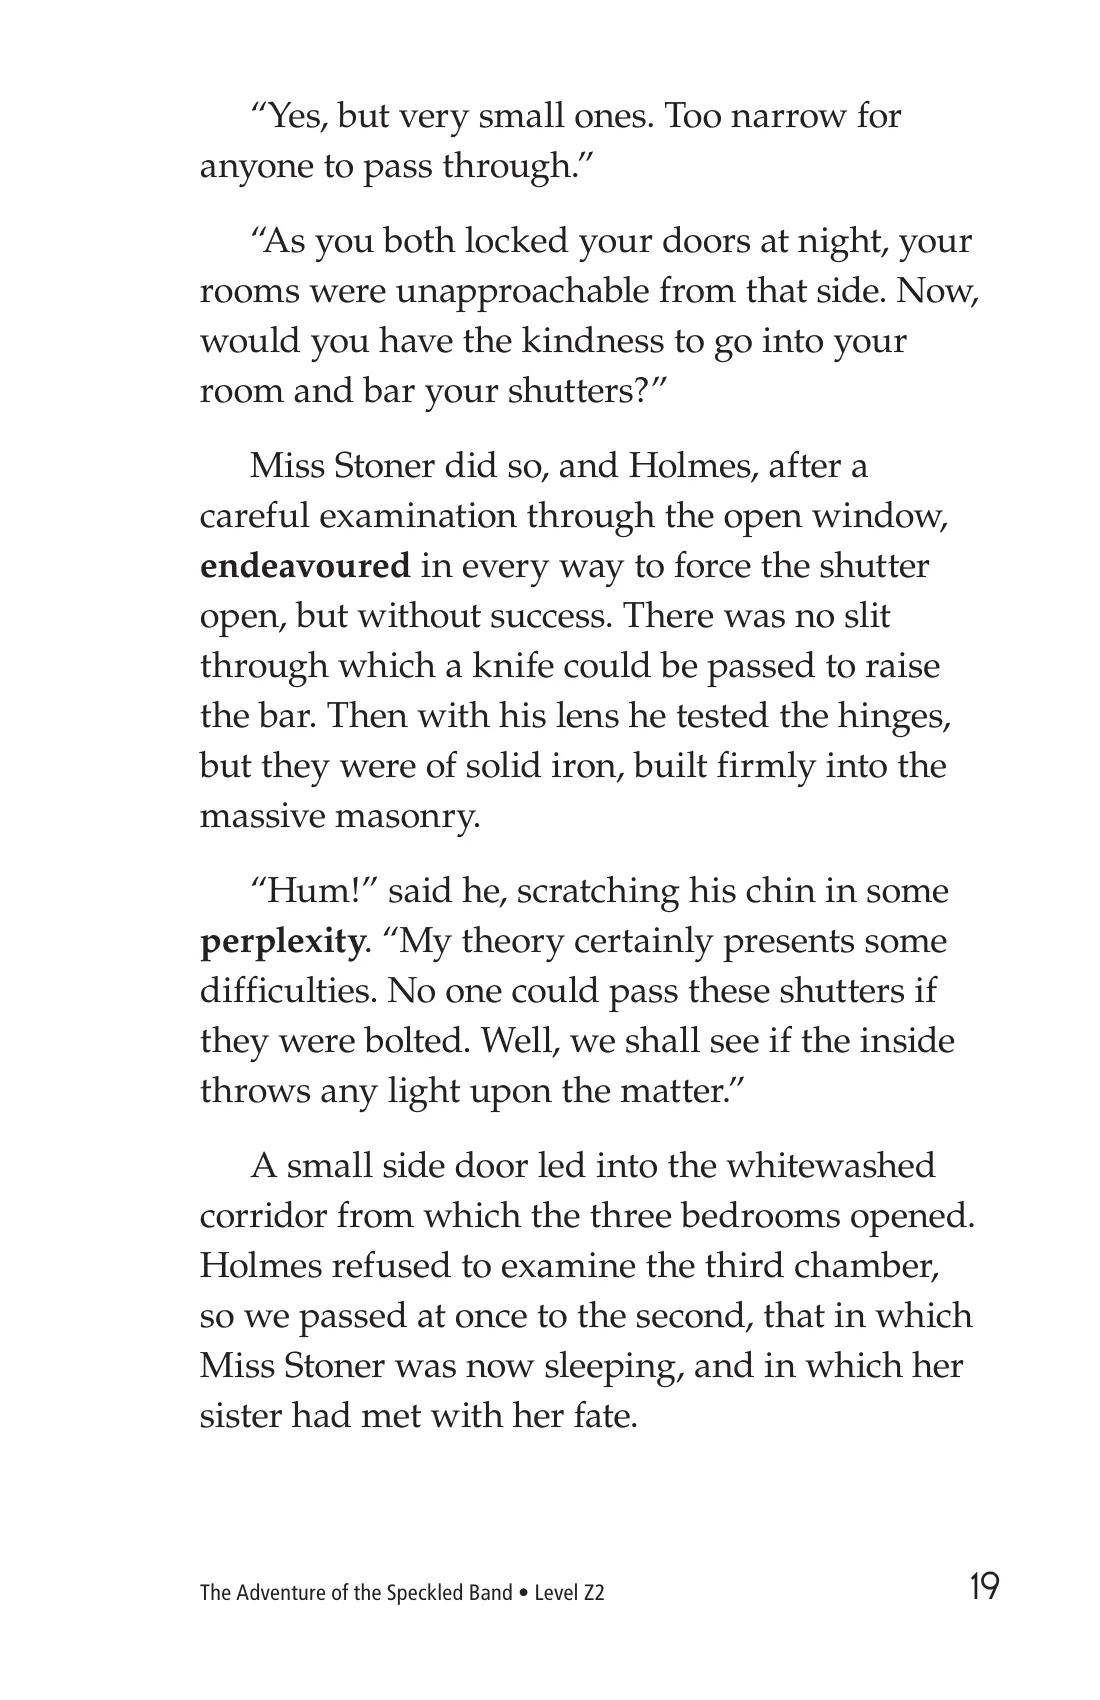 “Yes, but very small ones. Too narrow for
anyone to pass through.”
“As you both locked your doors at night, your
rooms were unapproachable from that side. Now,
would you have the kindness to go into your
room and bar your shutters?”
Miss Stoner did so, and Holmes, after a
careful examination through the open window,
endeavoured in every way to force the shutter
open, but without success. There was no slit
through which a knife could be passed to raise
the bar. Then with his lens he tested the hinges,
but they were of solid iron, built firmly into the
massive masonry.
“Hum!” said he, scratching his chin in some
perplexity. “My theory certainly presents some
difficulties. No one could pass these shutters if
they were bolted. Well, we shall see if the inside
throws any light upon the matter.”
A small side door led into the whitewashed
corridor from which the three bedrooms opened.
Holmes refused to examine the third chamber,
so we passed at once to the second, that in which
Miss Stoner was now sleeping, and in which her
sister had met with her fate.
The Adventure of the Speckled Band • Level Z2
19